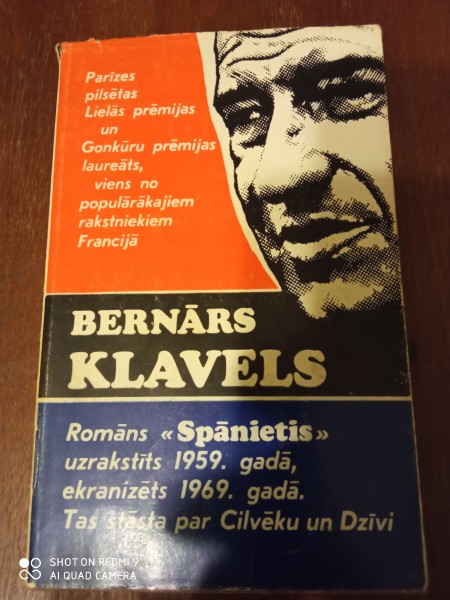 Parīzes
pilsētas
Lielās prēmijas
un
Gonkūru prēmijas
laureāts,
viens no
populārākajiem
rakstniekiem
Francijā
BERNĀRS
KLAVELS
Romāns «Spānietis»
uzrakstīts 1959. gadā,
ekranizēts 1969. gadā.
Tas stāsta par Cilvēku un Dzīvi
SHOT ON REDMI 9
AI QUAD CAMERA